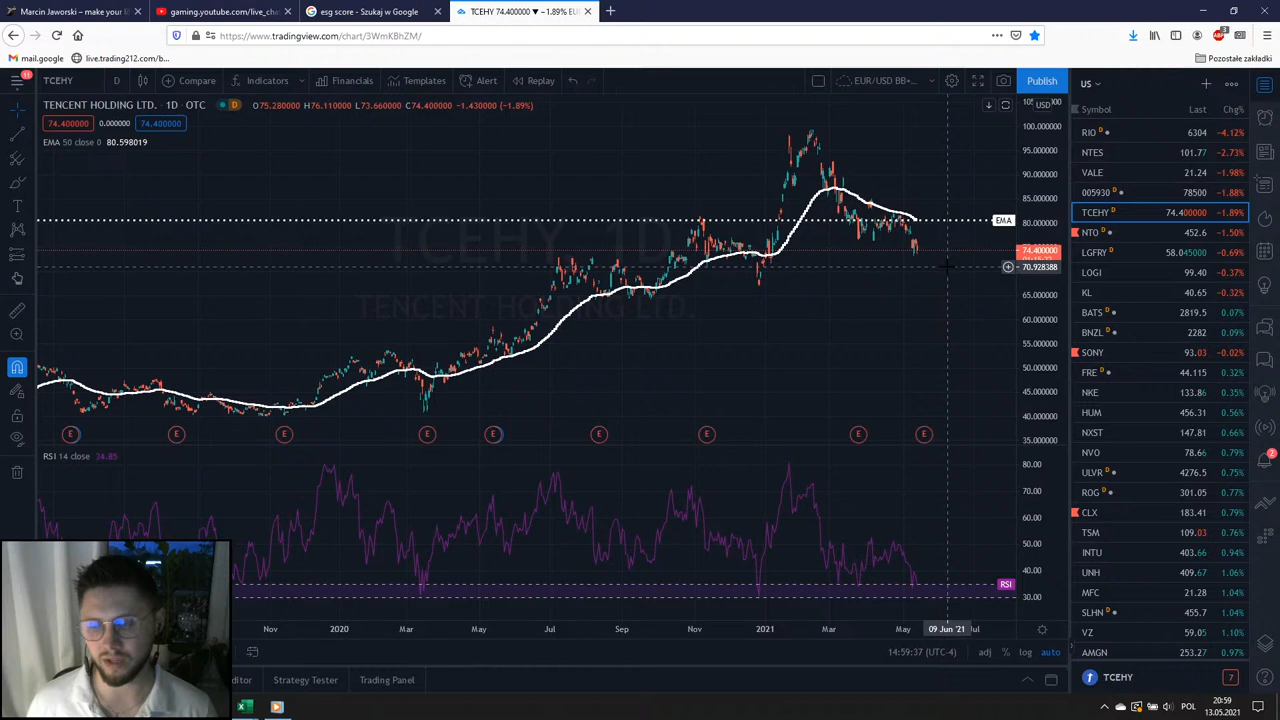 Marcin Jaworski – make your l
gaming.youtube.com/live_chat
esg score - Szukaj w Google
TCEHY 74.400000 ▼ −1.89% EU
https://www.tradingview.com/chart/3WmKBhZM/
mail.google
live.trading212.com/b...
Pozostałe zakładki
11
TCEHY
D
Compare
Indicators
Financials
Templates
Alert
Replay
EUR/USD BB+...
Publish
US
TENCENT HOLDING LTD. · 1D · OTC
D
O75.280000 H76.110000 L73.660000 C74.400000 −1.430000 (−1.89%)
74.400000 0.000000 74.400000
EMA 50 close 0 80.598019
USD
100.000000
95.000000
90.000000
85.000000
80.000000
EMA
74.400000
70.928388
65.000000
60.000000
55.000000
50.000000
45.000000
40.000000
35.000000
TENCENT HOLDING LTD.
E E E E E E E E E
RSI 14 close 34.85
80.00
70.00
60.00
50.00
40.00
RSI
30.00
Nov 2020 Mar May Jul Sep Nov 2021 Mar May 09 Jun '21 Jul
14:59:37 (UTC-4) adj % log auto
ditor Strategy Tester Trading Panel
Symbol Last Chg%
RIO D 6304 −4.12%
NTES 101.77 −2.73%
VALE 21.24 −1.98%
005930 D 78500 −1.88%
TCEHY D 74.400000 −1.89%
NTO D 452.6 −1.50%
LGFRY D 58.045000 −0.69%
LOGI 99.40 −0.37%
KL 40.65 −0.32%
BATS D 2819.5 0.07%
BNZL D 2282 0.09%
SONY 93.03 −0.02%
FRE D 44.115 0.32%
NKE 133.86 0.35%
HUM 456.31 0.56%
NXST 147.81 0.66%
NVO 78.66 0.79%
ULVR D 4276.5 0.75%
ROG D 301.05 0.77%
CLX 183.41 0.79%
TSM 109.03 0.76%
INTU 403.66 0.94%
UNH 409.67 1.06%
MFC 21.28 1.04%
SLHN D 455.7 1.04%
VZ 59.05 1.10%
AMGN 253.27 0.97%
T TCEHY 7
2
POL
20:59
13.05.2021